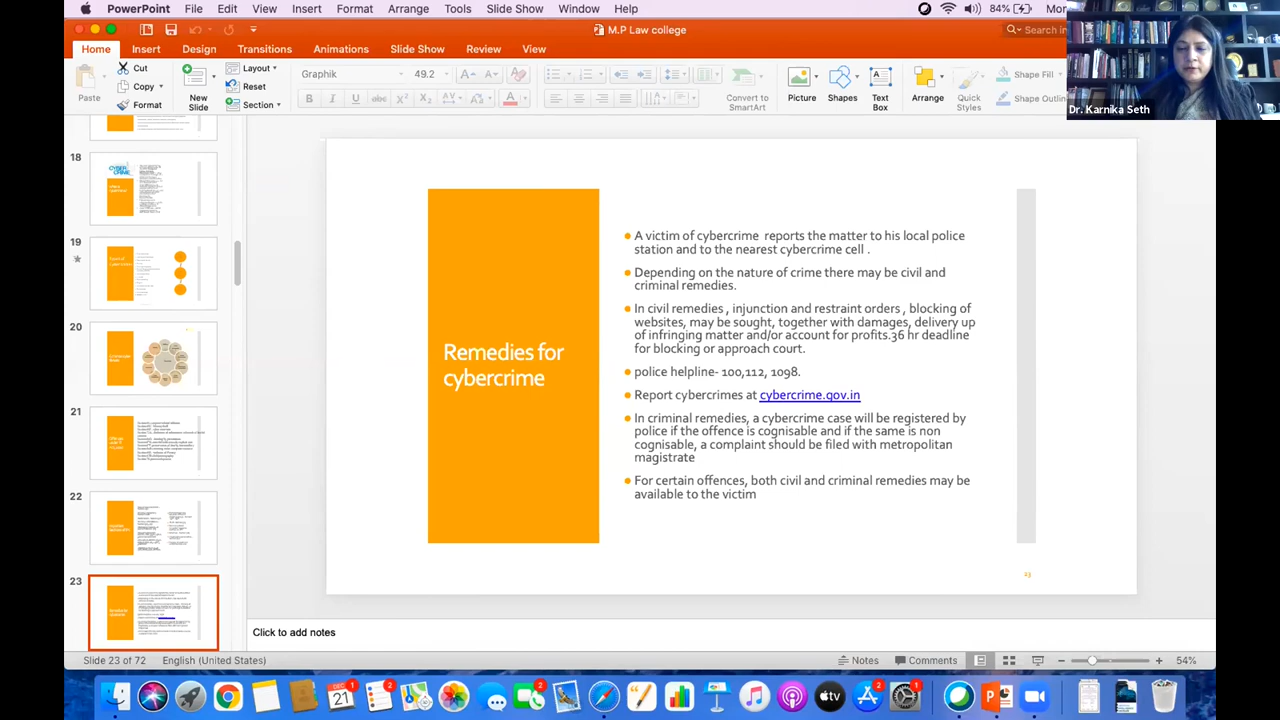 PowerPoint File Edit View Insert Format Arrange Tools Slide Show Window Help 84% Mo
M.P Law college
Search in
Home Insert Design Transitions Animations Slide Show Review View
Dr. Karnika Seth
Paste
Cut
Copy
Format
New Slide
Layout
Reset
Section
Graphik 49.2
Convert to SmartArt
Picture
Shapes
Text Box
Arrange
Quick Styles
Shape Fill
Shape Outlin
18
CYBER CRIME
19
20
21
22
23
Remedies for
cybercrime
A victim of cybercrime reports the matter to his local police
station and to the nearest cybercrime cell .
Depending on the nature of crime there may be civil and
criminal remedies.
In civil remedies , injunction and restraint orders , blocking of
websites, may be sought, together with damages, delivery up
of infringing matter and/or account for profits.36 hr deadline
for blocking or approach court.
police helpline- 100,112, 1098.
Report cybercrimes at cybercrime.gov.in
In criminal remedies, a cybercrime case will be registered by
police if the offence is cognisable and if the same is non
cognisable, a complaint should be filed with metropolitan
magistrate
For certain offences, both civil and criminal remedies may be
available to the victim
23
Click to add notes
Slide 23 of 72 English (United States) Notes Comments 54%